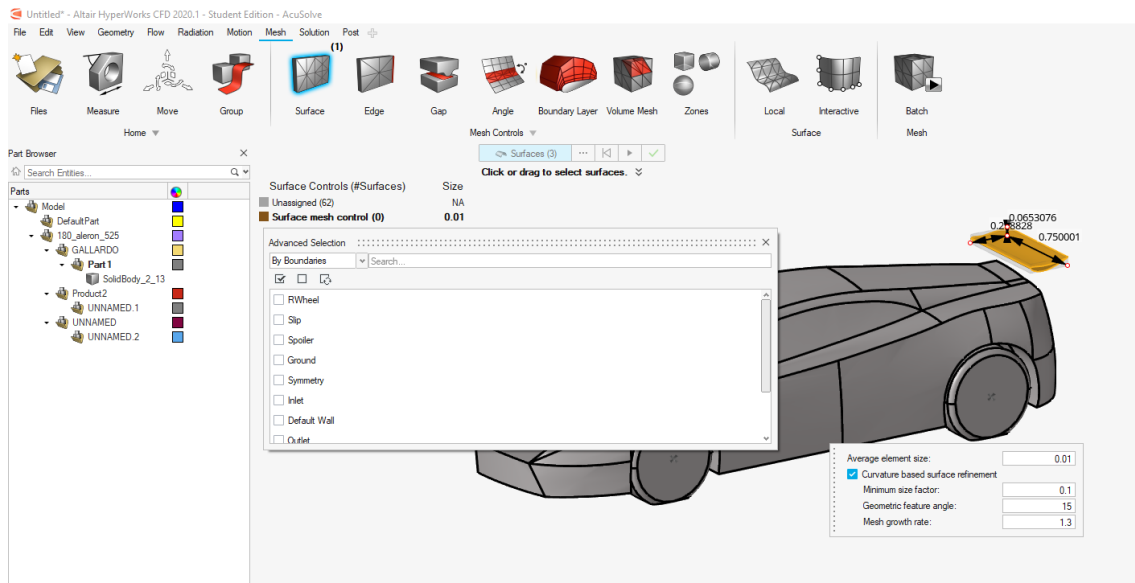 Untitled* - Altair HyperWorks CFD 2020.1 - Student Edition - AcuSolve
File Edit View Geometry Flow Radiation Motion Mesh Solution Post
(1)
Files Measure Move Group Surface Edge Gap Angle Boundary Layer Volume Mesh Zones Local Interactive Batch
Home Mesh Controls Surface Mesh
Part Browser
Search Entities...
Parts
Model
DefaultPart
180_aleron_525
GALLARDO
Part1
SolidBody_2_13
Product2
UNNAMED.1
UNNAMED
UNNAMED.2
Surfaces (3) ...
Click or drag to select surfaces.
Surface Controls (#Surfaces) Size
Unassigned (62) NA
Surface mesh control (0) 0.01
Advanced Selection
By Boundaries Search...
RWheel
Slip
Spoiler
Ground
Symmetry
Inlet
Default Wall
Outlet
0.0653076
0.750001
Average element size: 0.01
Curvature based surface refinement
Minimum size factor: 0.1
Geometric feature angle: 15
Mesh growth rate: 1.3